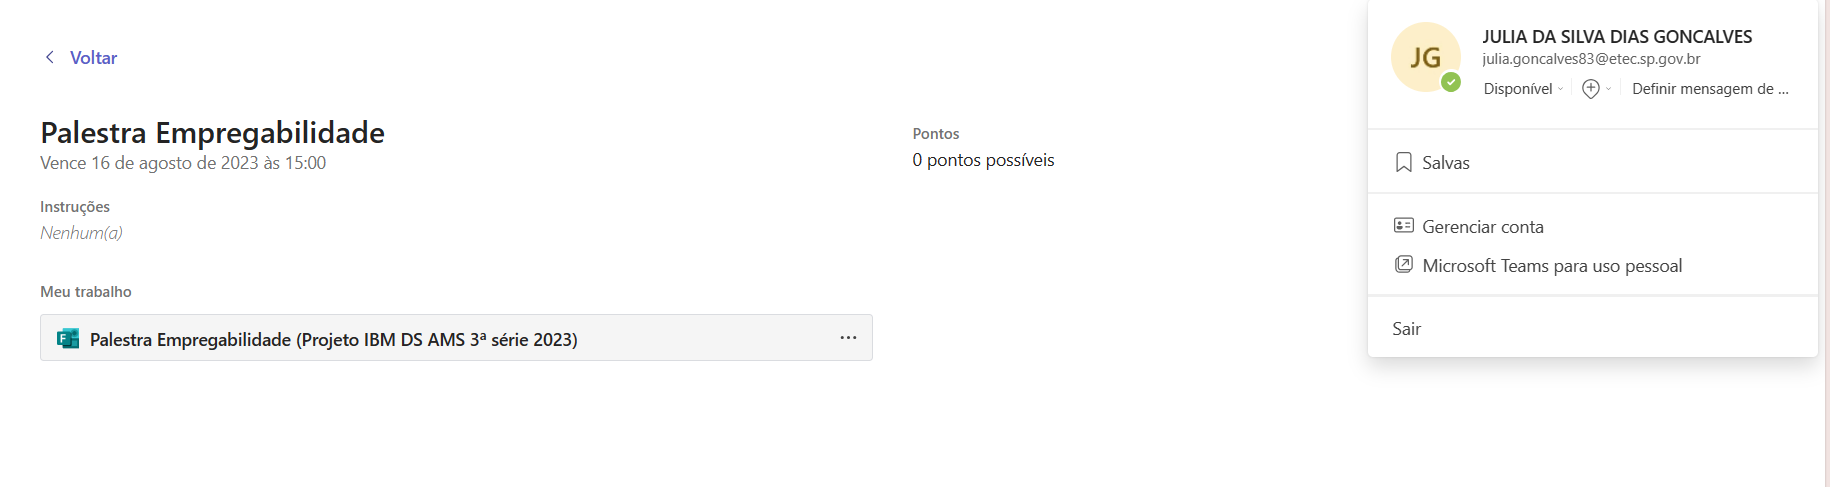 Voltar
Palestra Empregabilidade
Vence 16 de agosto de 2023 às 15:00
Instruções
Nenhum(a)
Meu trabalho
Palestra Empregabilidade (Projeto IBM DS AMS 3ª série 2023)
Pontos
0 pontos possíveis
JG
JULIA DA SILVA DIAS GONCALVES
julia.goncalves83@etec.sp.gov.br
Disponível
Definir mensagem de ...
Salvas
Gerenciar conta
Microsoft Teams para uso pessoal
Sair